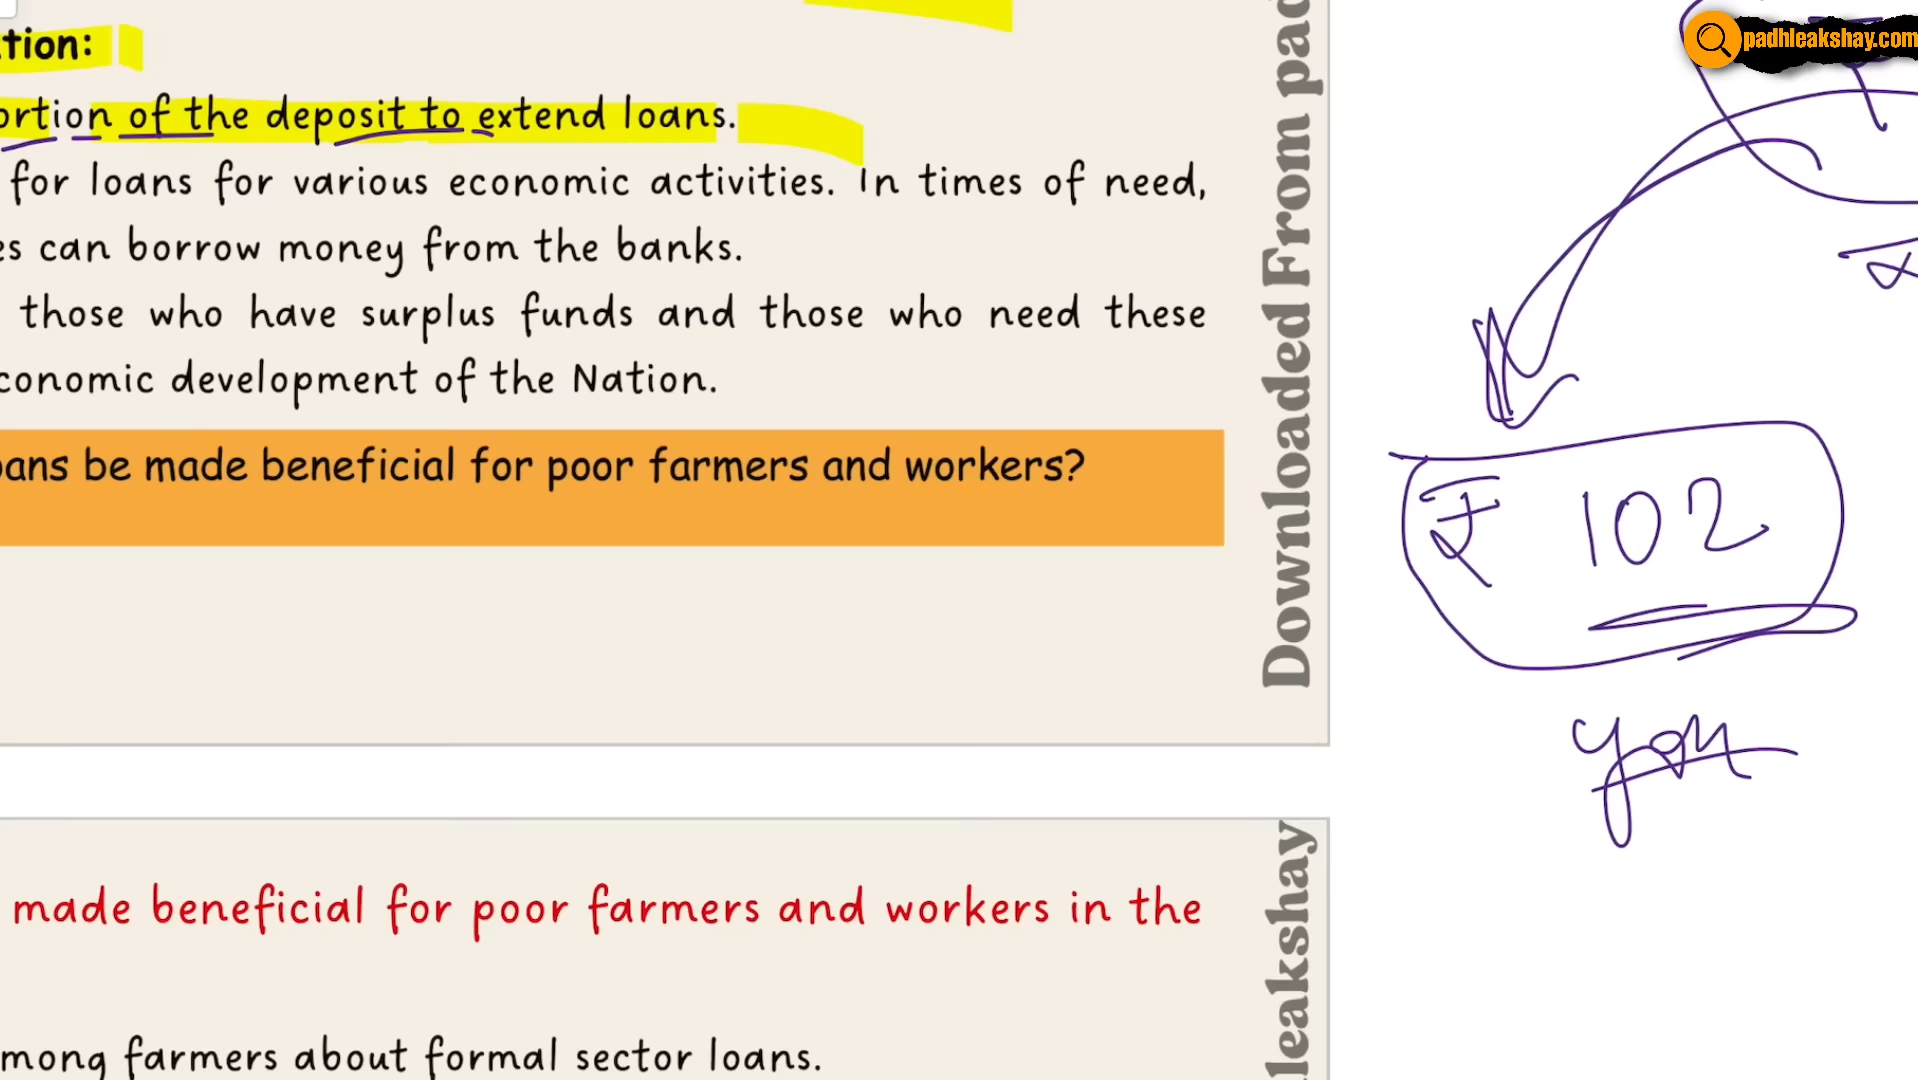 tion:
ortion of the deposit to extend loans.
for loans for various economic activities. In times of need,
es can borrow money from the banks.
those who have surplus funds and those who need these
conomic development of the Nation.
oans be made beneficial for poor farmers and workers?
made beneficial for poor farmers and workers in the
mong farmers about formal sector loans.
Downloaded From pad
leakshay
padhleakshay.com
₹ 102